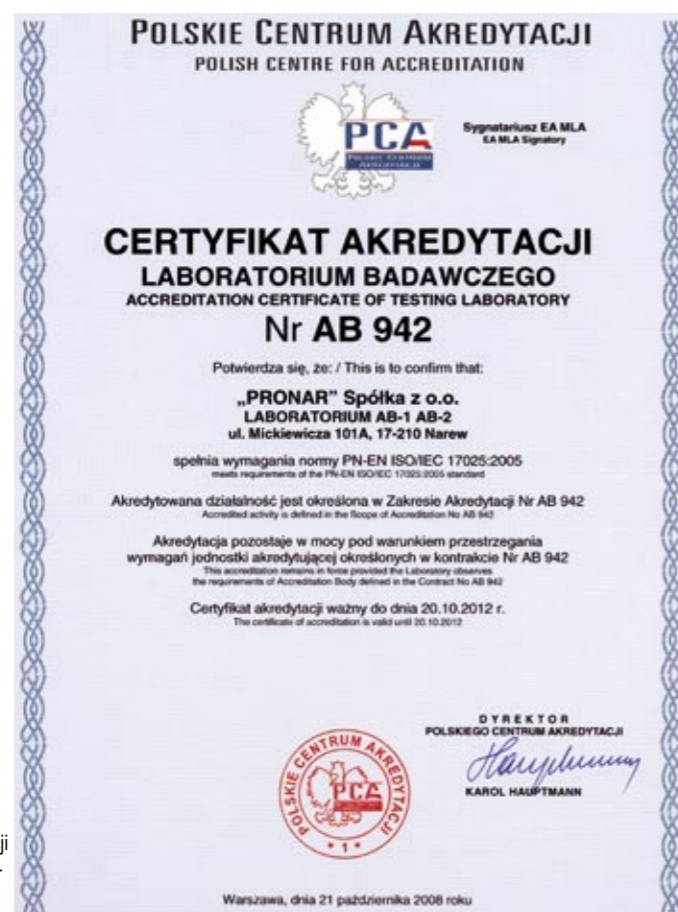 POLSKIE CENTRUM AKREDYTACJI
POLISH CENTRE FOR ACCREDITATION
PCA
POLSKIE CENTRUM
AKREDYTACJI
Sygnatariusz EA MLA
EA MLA Signatory
CERTYFIKAT AKREDYTACJI
LABORATORIUM BADAWCZEGO
ACCREDITATION CERTIFICATE OF TESTING LABORATORY
Nr AB 942
Potwierdza się, że: / This is to confirm that:
„PRONAR” Spółka z o.o.
LABORATORIUM AB-1 AB-2
ul. Mickiewicza 101A, 17-210 Narew
spełnia wymagania normy PN-EN ISO/IEC 17025:2005
meets requirements of the PN-EN ISO/IEC 17025:2005 standard
Akredytowana działalność jest określona w Zakresie Akredytacji Nr AB 942
Accredited activity is defined in the Scope of Accreditation No AB 942
Akredytacja pozostaje w mocy pod warunkiem przestrzegania
wymagań jednostki akredytującej określonych w kontrakcie Nr AB 942
This accreditation remains in force provided the Laboratory observes
the requirements of Accreditation Body defined in the Contract No AB 942
Certyfikat akredytacji ważny do dnia 20.10.2012 r.
The certificate of accreditation is valid until 20.10.2012
DYREKTOR
POLSKIEGO CENTRUM AKREDYTACJI
KAROL HAUPTMANN
POLSKIE CENTRUM AKREDYTACJI
PCA
* 1 *
Warszawa, dnia 21 października 2008 roku